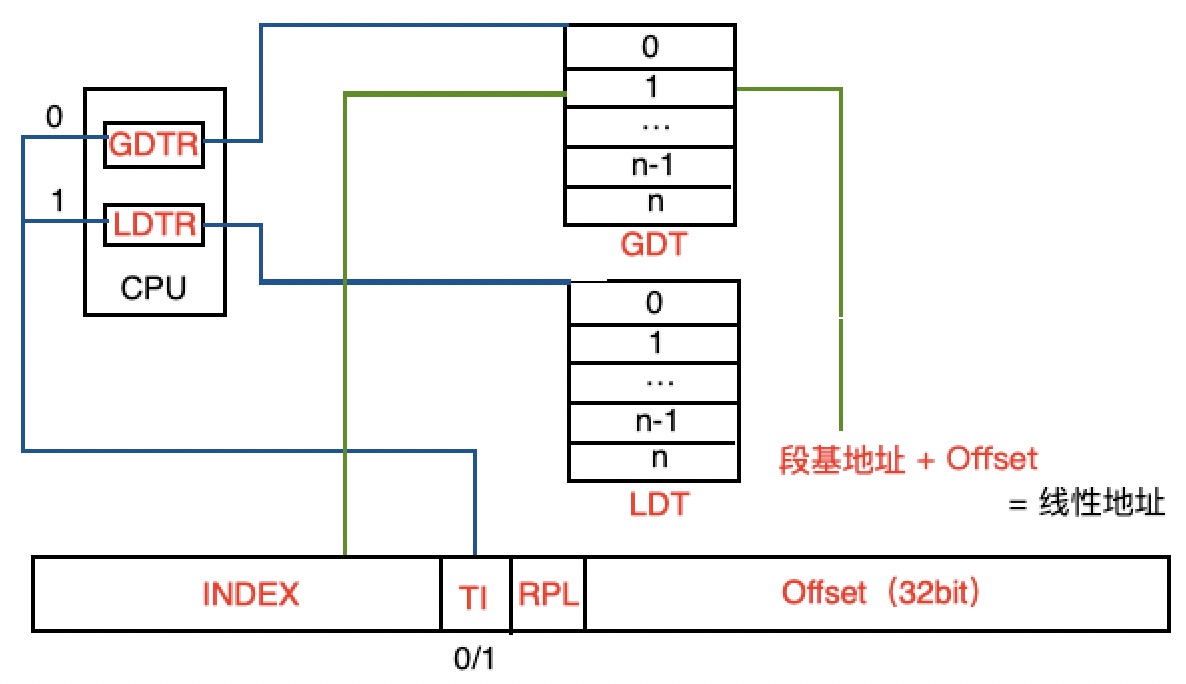 0
GDTR
1
LDTR
CPU
0
1
...
n-1
n
GDT
0
1
...
n-1
n
LDT
段基地址 + Offset
= 线性地址
INDEX
TI
RPL
Offset（32bit）
0/1